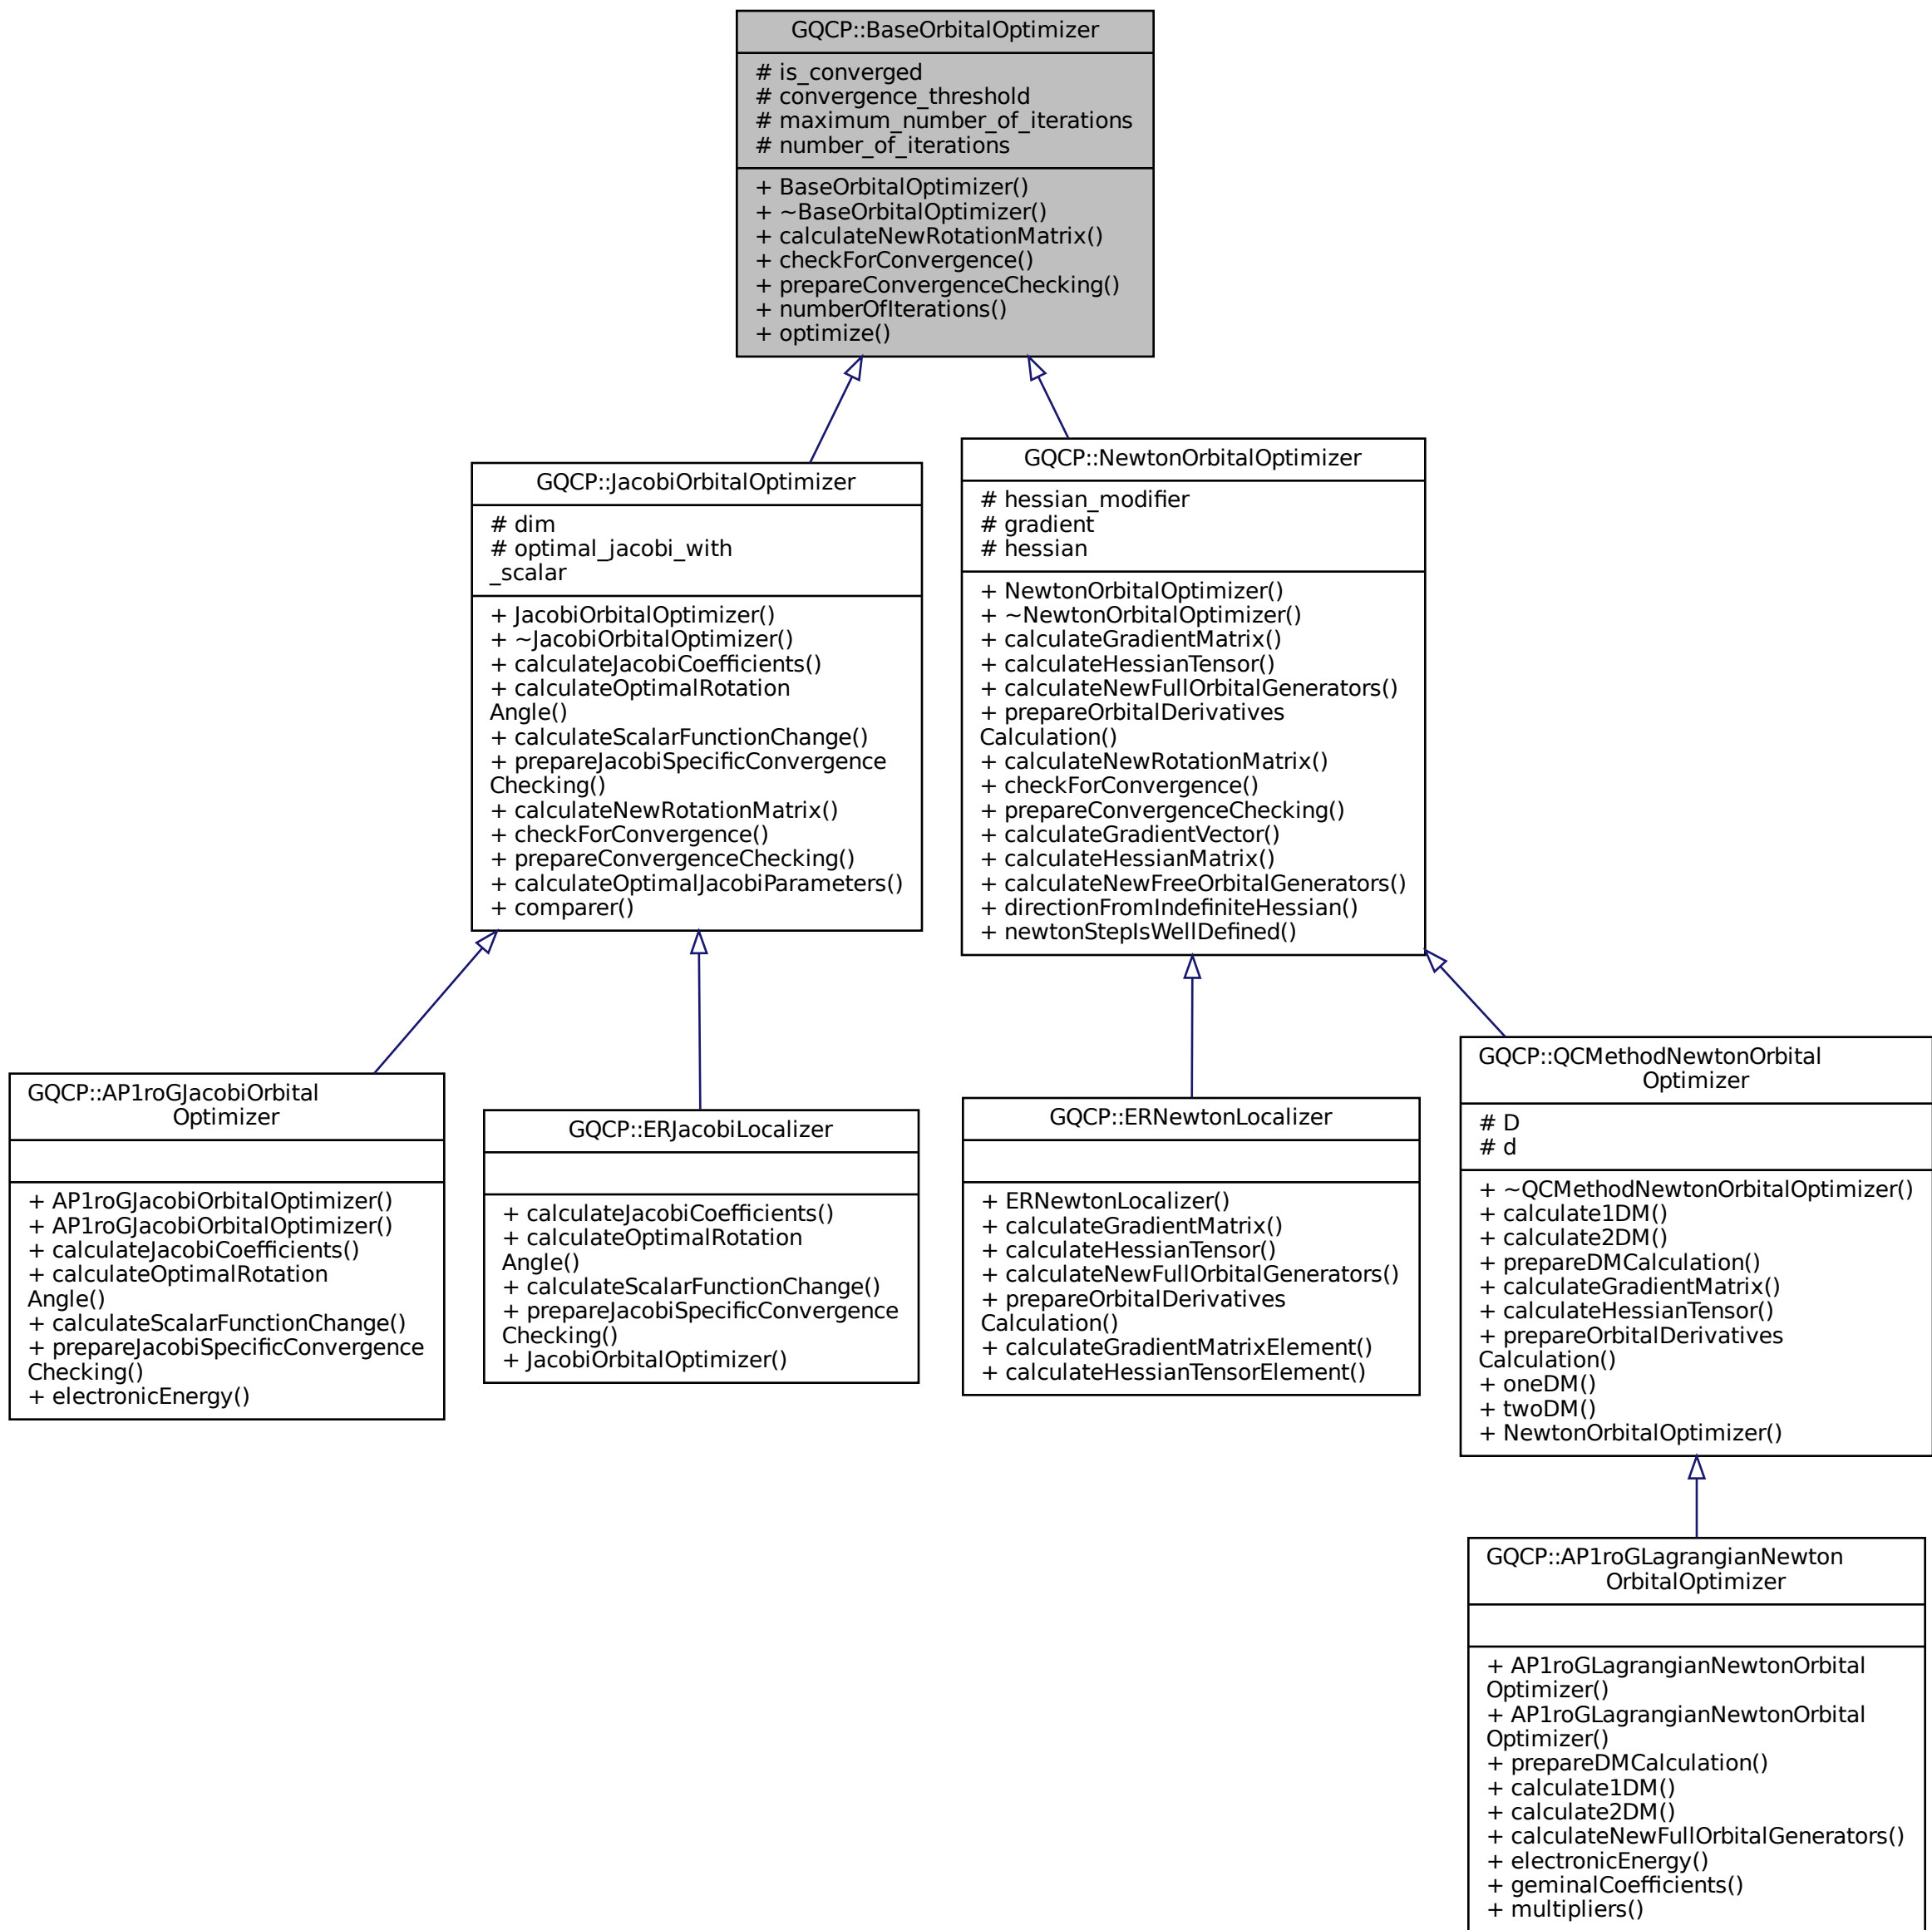 GQCP::BaseOrbitalOptimizer
# is_converged
# convergence_threshold
# maximum_number_of_iterations
# number_of_iterations
+ BaseOrbitalOptimizer()
+ ~BaseOrbitalOptimizer()
+ calculateNewRotationMatrix()
+ checkForConvergence()
+ prepareConvergenceChecking()
+ numberOfIterations()
+ optimize()
GQCP::JacobiOrbitalOptimizer
# dim
# optimal_jacobi_with
_scalar
+ JacobiOrbitalOptimizer()
+ ~JacobiOrbitalOptimizer()
+ calculateJacobiCoefficients()
+ calculateOptimalRotation
Angle()
+ calculateScalarFunctionChange()
+ prepareJacobiSpecificConvergence
Checking()
+ calculateNewRotationMatrix()
+ checkForConvergence()
+ prepareConvergenceChecking()
+ calculateOptimalJacobiParameters()
+ comparer()
GQCP::NewtonOrbitalOptimizer
# hessian_modifier
# gradient
# hessian
+ NewtonOrbitalOptimizer()
+ ~NewtonOrbitalOptimizer()
+ calculateGradientMatrix()
+ calculateHessianTensor()
+ calculateNewFullOrbitalGenerators()
+ prepareOrbitalDerivatives
Calculation()
+ calculateNewRotationMatrix()
+ checkForConvergence()
+ prepareConvergenceChecking()
+ calculateGradientVector()
+ calculateHessianMatrix()
+ calculateNewFreeOrbitalGenerators()
+ directionFromIndefiniteHessian()
+ newtonStepIsWellDefined()
GQCP::AP1roGJacobiOrbital
Optimizer
+ AP1roGJacobiOrbitalOptimizer()
+ AP1roGJacobiOrbitalOptimizer()
+ calculateJacobiCoefficients()
+ calculateOptimalRotation
Angle()
+ calculateScalarFunctionChange()
+ prepareJacobiSpecificConvergence
Checking()
+ electronicEnergy()
GQCP::ERJacobiLocalizer
+ calculateJacobiCoefficients()
+ calculateOptimalRotation
Angle()
+ calculateScalarFunctionChange()
+ prepareJacobiSpecificConvergence
Checking()
+ JacobiOrbitalOptimizer()
GQCP::ERNewtonLocalizer
+ ERNewtonLocalizer()
+ calculateGradientMatrix()
+ calculateHessianTensor()
+ calculateNewFullOrbitalGenerators()
+ prepareOrbitalDerivatives
Calculation()
+ calculateGradientMatrixElement()
+ calculateHessianTensorElement()
GQCP::QCMethodNewtonOrbital
Optimizer
# D
# d
+ ~QCMethodNewtonOrbitalOptimizer()
+ calculate1DM()
+ calculate2DM()
+ prepareDMCalculation()
+ calculateGradientMatrix()
+ calculateHessianTensor()
+ prepareOrbitalDerivatives
Calculation()
+ oneDM()
+ twoDM()
+ NewtonOrbitalOptimizer()
GQCP::AP1roGLagrangianNewton
OrbitalOptimizer
+ AP1roGLagrangianNewtonOrbital
Optimizer()
+ AP1roGLagrangianNewtonOrbital
Optimizer()
+ prepareDMCalculation()
+ calculate1DM()
+ calculate2DM()
+ calculateNewFullOrbitalGenerators()
+ electronicEnergy()
+ geminalCoefficients()
+ multipliers()